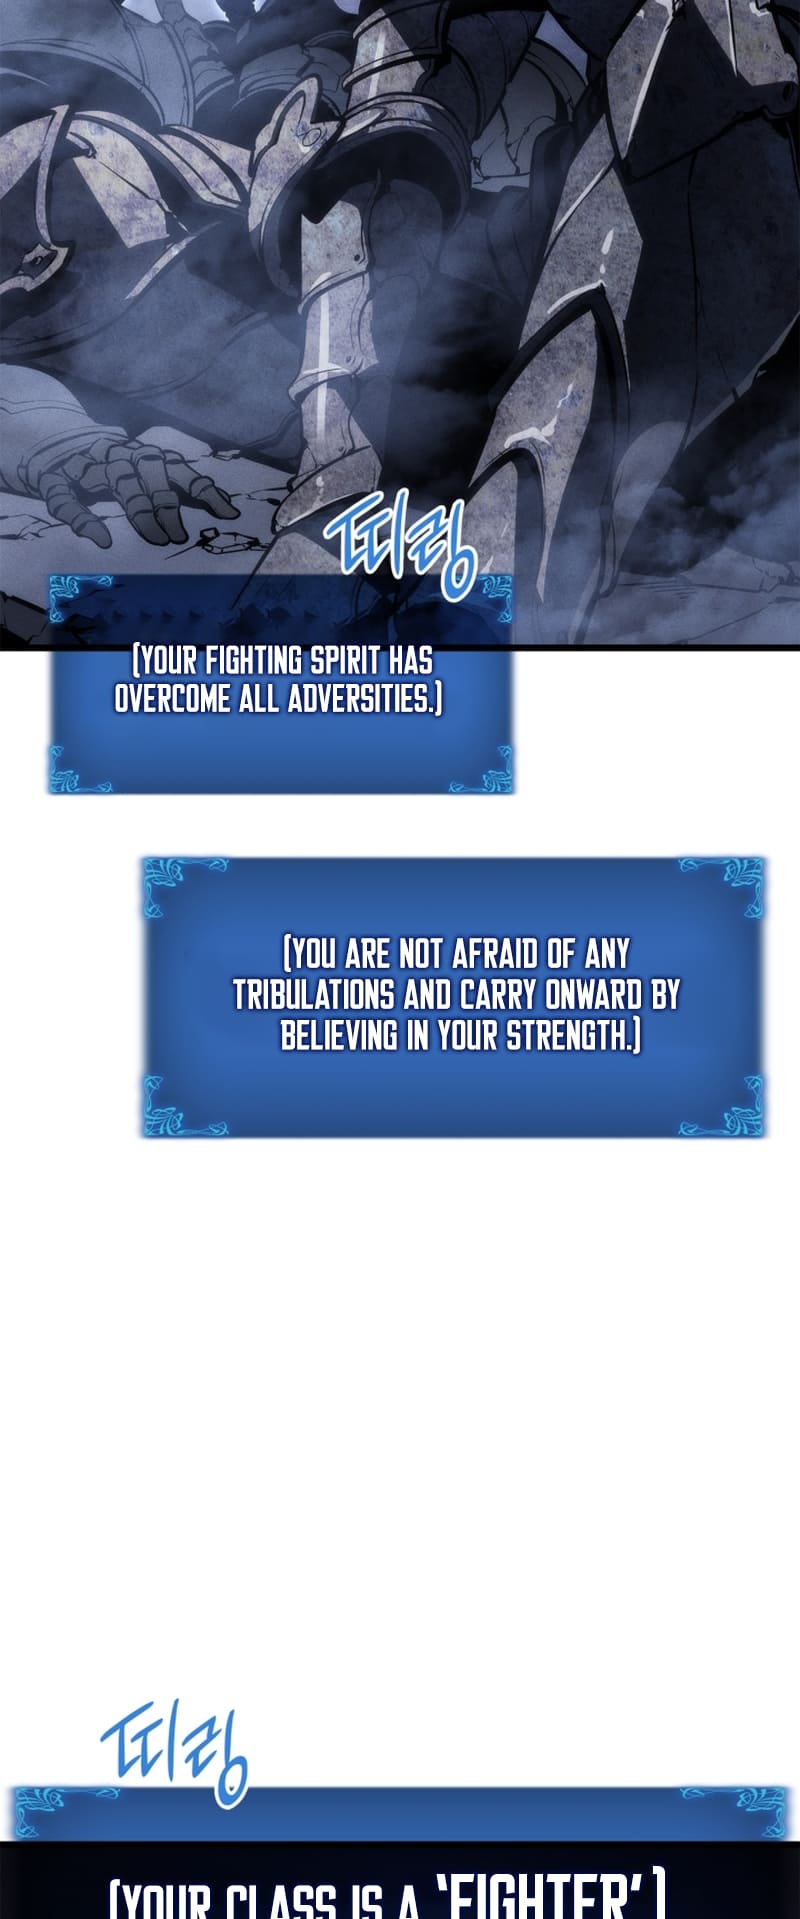 띠링
(YOUR FIGHTING SPIRIT HAS
OVERCOME ALL ADVERSITIES.)
(YOU ARE NOT AFRAID OF ANY
TRIBULATIONS AND CARRY ONWARD BY
BELIEVING IN YOUR STRENGTH.)
띠링
(YOUR CLASS IS A 'FIGHTER'.)